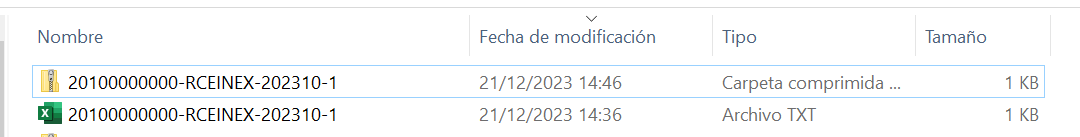 Nombre Fecha de modificación Tipo Tamaño
20100000000-RCEINEX-202310-1 21/12/2023 14:46 Carpeta comprimida ... 1 KB
20100000000-RCEINEX-202310-1 21/12/2023 14:36 Archivo TXT 1 KB